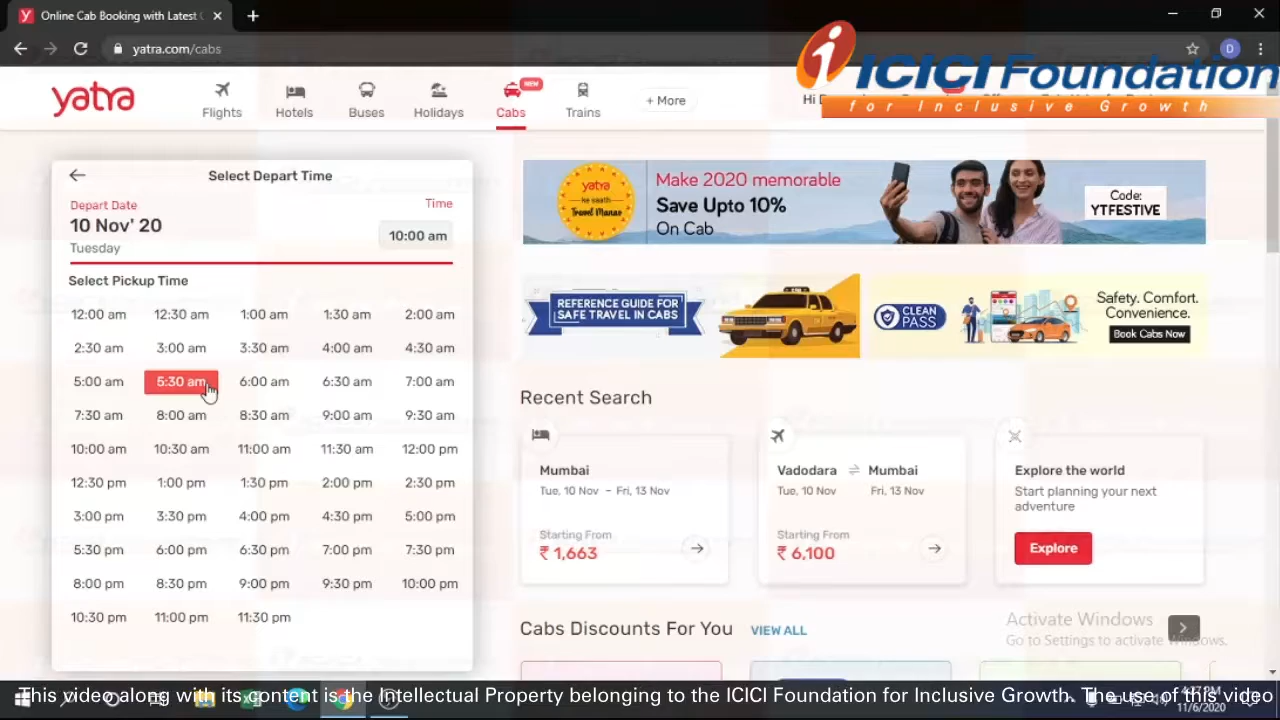 Online Cab Booking with Latest
yatra.com/cabs
D
ICICI Foundation
for Inclusive Growth
yatra
Flights
Hotels
Buses
Holidays
NEW
Cabs
Trains
+ More
Hi
Select Depart Time
Depart Date
Time
10 Nov' 20
10:00 am
Tuesday
Select Pickup Time
12:00 am 12:30 am 1:00 am 1:30 am 2:00 am
2:30 am 3:00 am 3:30 am 4:00 am 4:30 am
5:00 am 5:30 am 6:00 am 6:30 am 7:00 am
7:30 am 8:00 am 8:30 am 9:00 am 9:30 am
10:00 am 10:30 am 11:00 am 11:30 am 12:00 pm
12:30 pm 1:00 pm 1:30 pm 2:00 pm 2:30 pm
3:00 pm 3:30 pm 4:00 pm 4:30 pm 5:00 pm
5:30 pm 6:00 pm 6:30 pm 7:00 pm 7:30 pm
8:00 pm 8:30 pm 9:00 pm 9:30 pm 10:00 pm
10:30 pm 11:00 pm 11:30 pm
yatra
ke saath
Travel Manao
Make 2020 memorable
Save Upto 10%
On Cab
Code:
YTFESTIVE
REFERENCE GUIDE FOR
SAFE TRAVEL IN CABS
CLEAN
PASS
Safety. Comfort.
Convenience.
Book Cabs Now
Recent Search
Mumbai
Tue, 10 Nov - Fri, 13 Nov
Starting From
₹ 1,663
Vadodara ⇌ Mumbai
Tue, 10 Nov Fri, 13 Nov
Starting From
₹ 6,100
Explore the world
Start planning your next
adventure
Explore
Cabs Discounts For You VIEW ALL
Activate Windows
Go to Settings to activate Windows.
This video along with its content is the Intellectual Property belonging to the ICICI Foundation for Inclusive Growth. The use of this video
11/6/2020